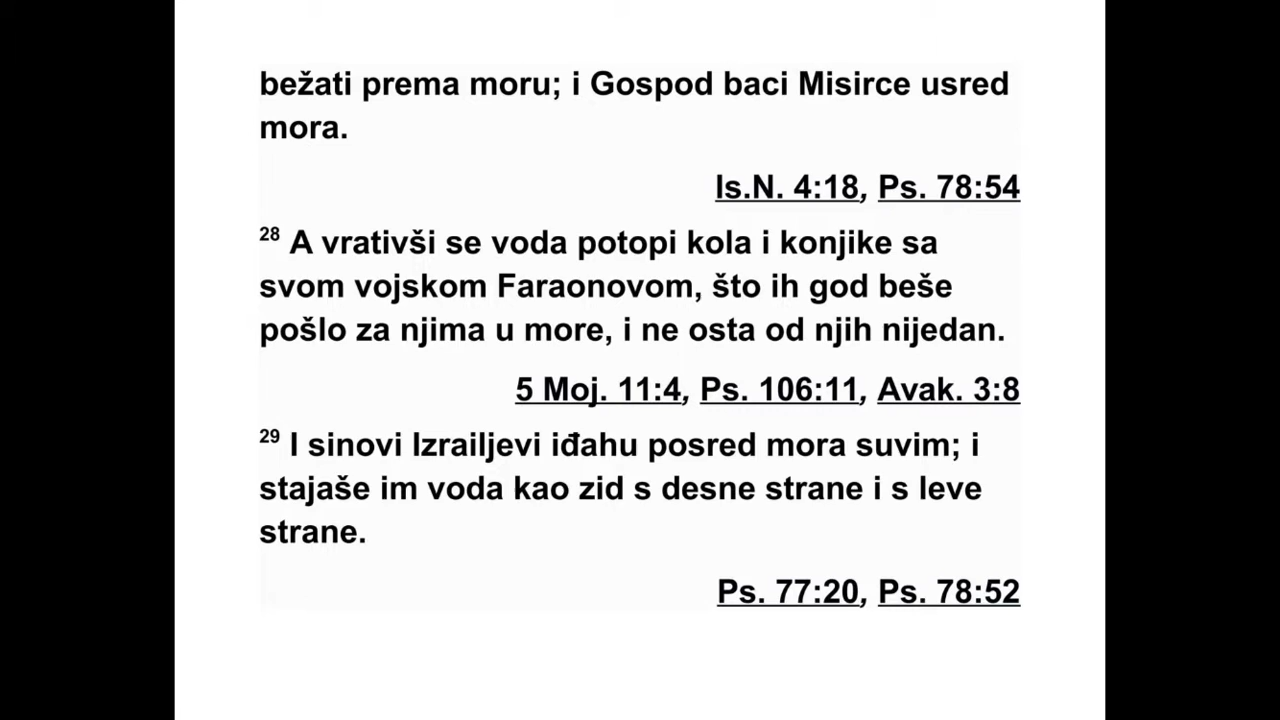 bežati prema moru; i Gospod baci Misirce usred
mora.
Is.N. 4:18, Ps. 78:54
28 A vrativši se voda potopi kola i konjike sa
svom vojskom Faraonovom, što ih god beše
pošlo za njima u more, i ne osta od njih nijedan.
5 Moj. 11:4, Ps. 106:11, Avak. 3:8
29 I sinovi Izrailjevi iđahu posred mora suvim; i
stajaše im voda kao zid s desne strane i s leve
strane.
Ps. 77:20, Ps. 78:52